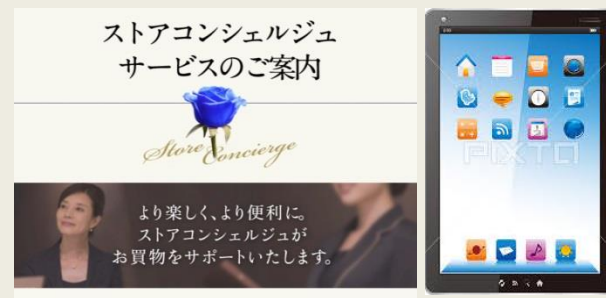 ストアコンシェルジュ
サービスのご案内
Store Concierge
より楽しく、より便利に。
ストアコンシェルジュが
お買物をサポートいたします。
PIXTA